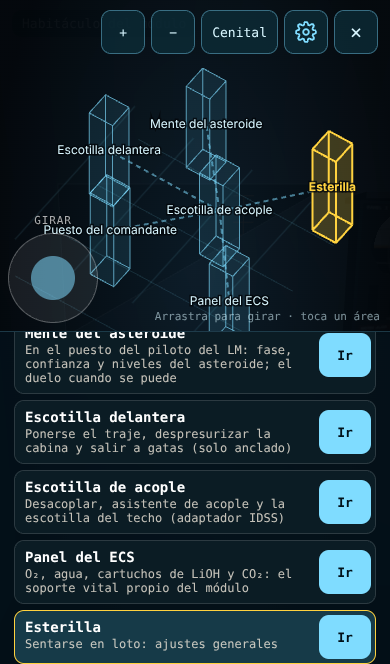 +
−
Cenital
×
Mente del asteroide
Escotilla delantera
Esterilla
Escotilla de acople
GIRAR
Puesto del comandante
Panel del ECS
Arrastra para girar · toca un área
Mente del asteroide
En el puesto del piloto del LM: fase,
confianza y niveles del asteroide; el
duelo cuando se puede
Ir
Escotilla delantera
Ponerse el traje, despresurizar la
cabina y salir a gatas (solo anclado)
Ir
Escotilla de acople
Desacoplar, asistente de acople y la
escotilla del techo (adaptador IDSS)
Ir
Panel del ECS
O₂, agua, cartuchos de LiOH y CO₂: el
soporte vital propio del módulo
Ir
Esterilla
Sentarse en loto: ajustes generales
Ir